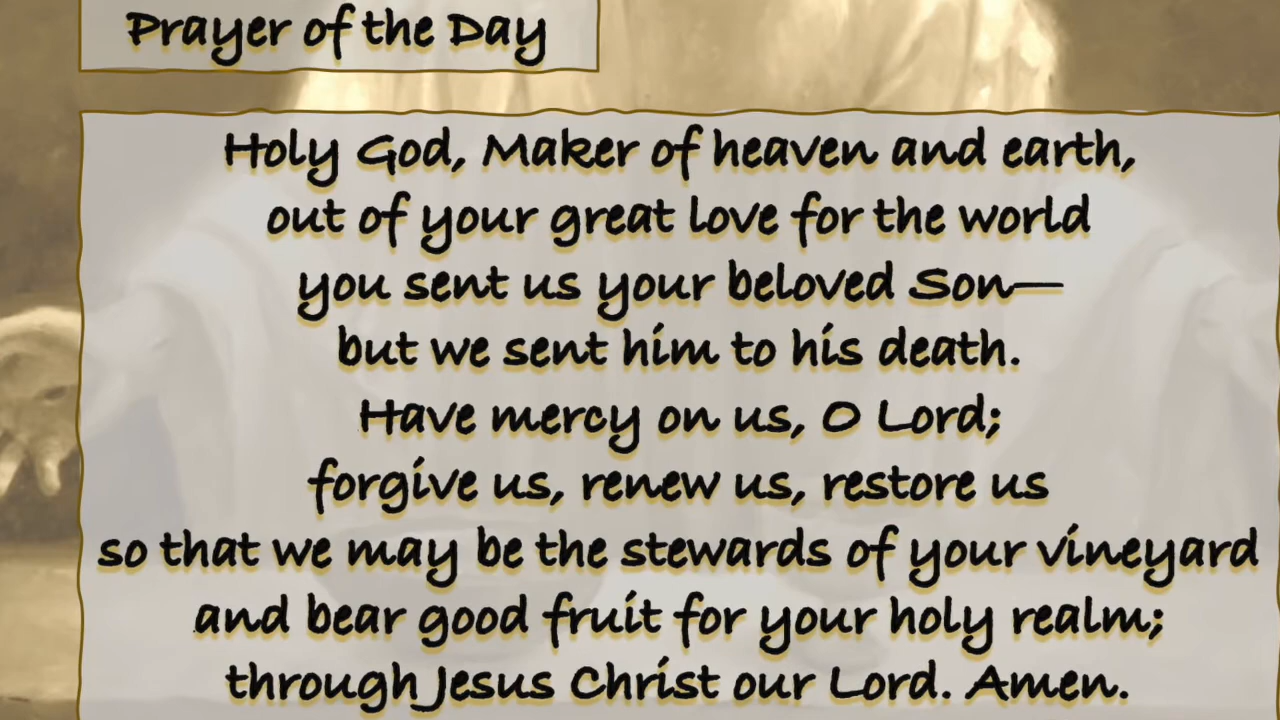 Prayer of the Day
Holy God, Maker of heaven and earth,
out of your great love for the world
you sent us your beloved Son—
but we sent him to his death.
Have mercy on us, O Lord;
forgive us, renew us, restore us
so that we may be the stewards of your vineyard
and bear good fruit for your holy realm;
through Jesus Christ our Lord. Amen.